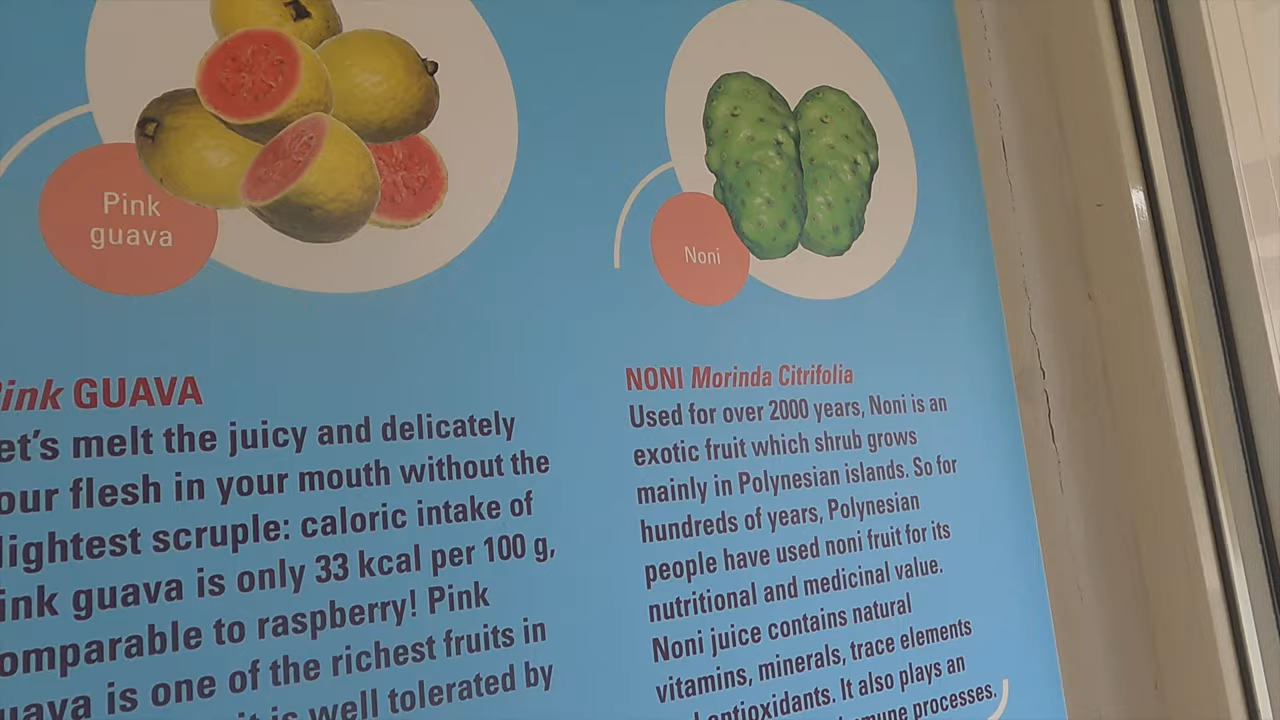 Pink
guava
Noni
ink GUAVA
et's melt the juicy and delicately
our flesh in your mouth without the
lightest scruple: caloric intake of
ink guava is only 33 kcal per 100 g,
omparable to raspberry! Pink
uava is one of the richest fruits in
it is well tolerated by
NONI Morinda Citrifolia
Used for over 2000 years, Noni is an
exotic fruit which shrub grows
mainly in Polynesian islands. So for
hundreds of years, Polynesian
people have used noni fruit for its
nutritional and medicinal value.
Noni juice contains natural
vitamins, minerals, trace elements
antioxidants. It also plays an
mune processes.